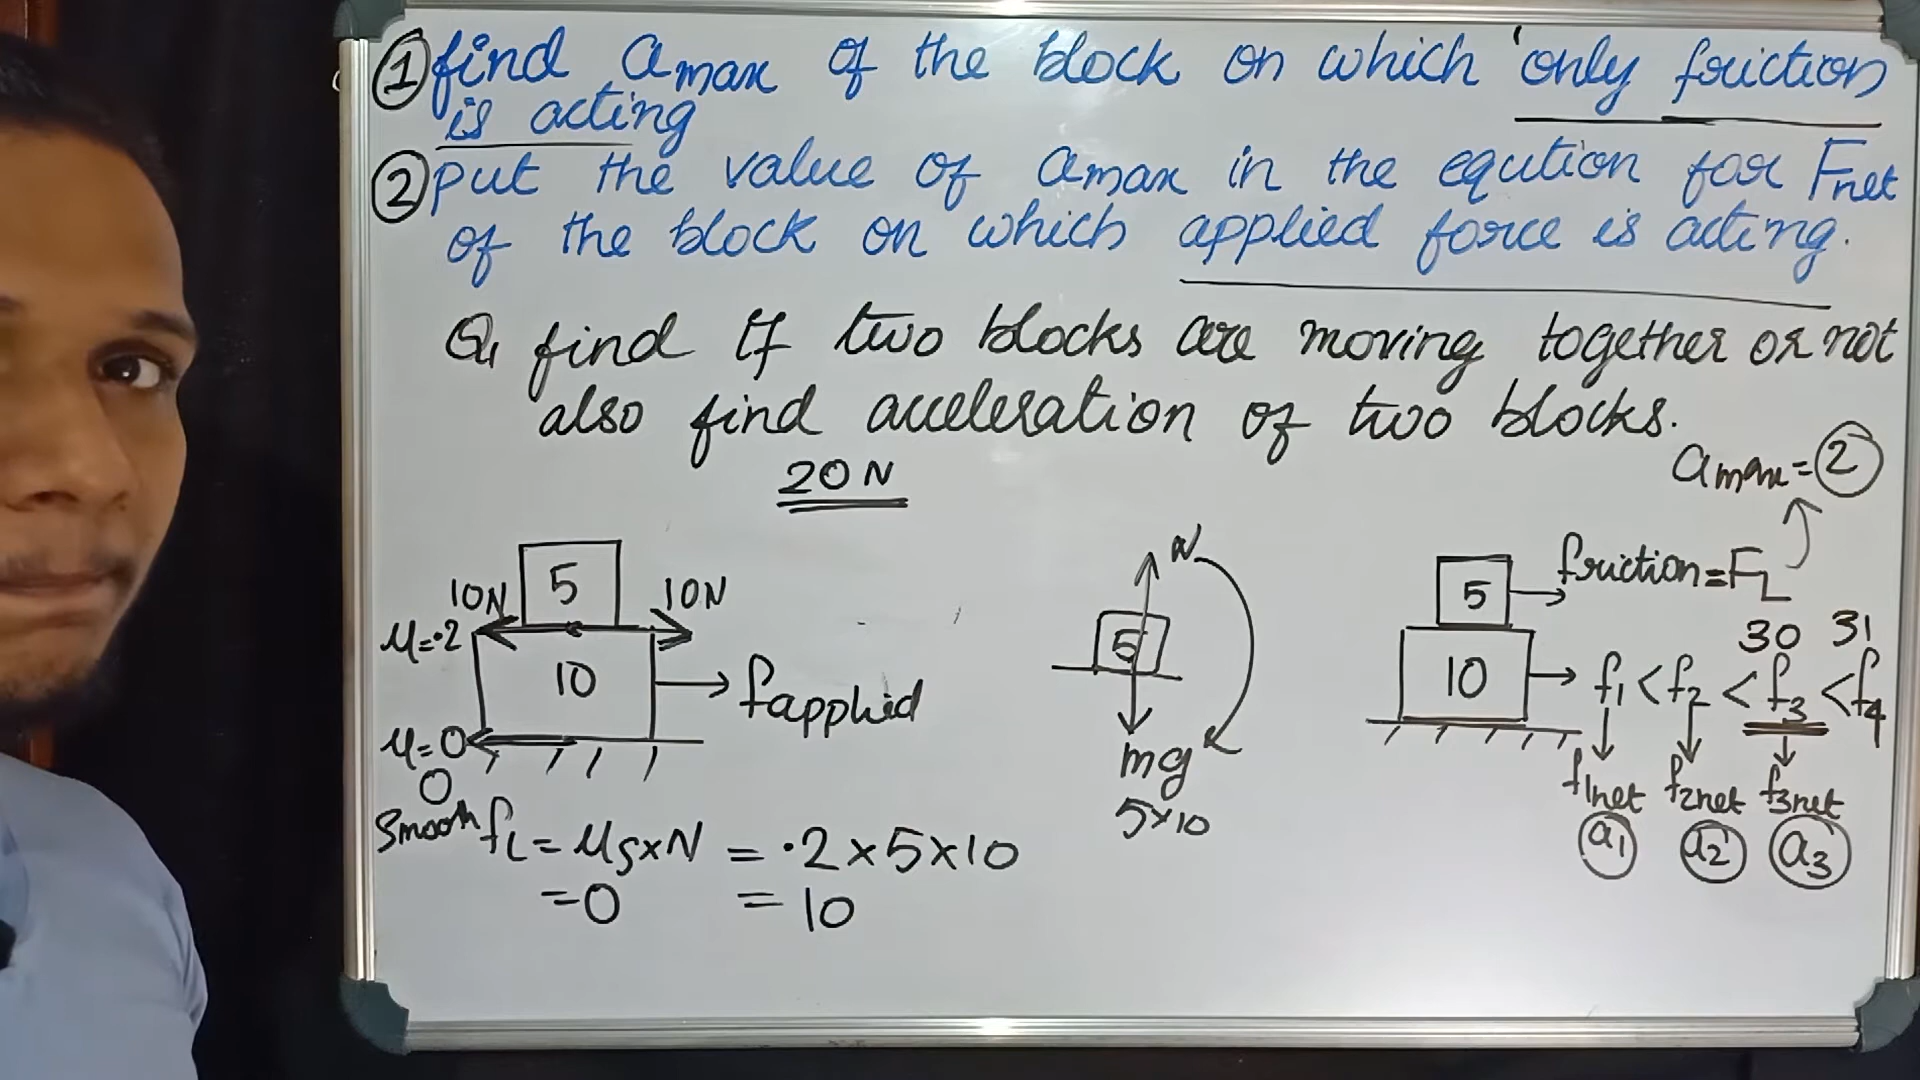 ① find amax of the block on which 'only friction
is acting
② put the value of amax in the eqution for Fnet
of the block on which applied force is acting.
Q, find If two blocks are moving together or not
also find acceleration of two blocks.
20N
amax = 2
10N 5 10N
μ=.2
10
fapplied
μ=0
0
Smooth
fL = μs×N = .2×5×10
=0 = 10
N
5
mg
5×10
5 friction = FL
30 31
10 f1 < f2 < f3 < f4
f1net f2net f3net
a1 a2 a3